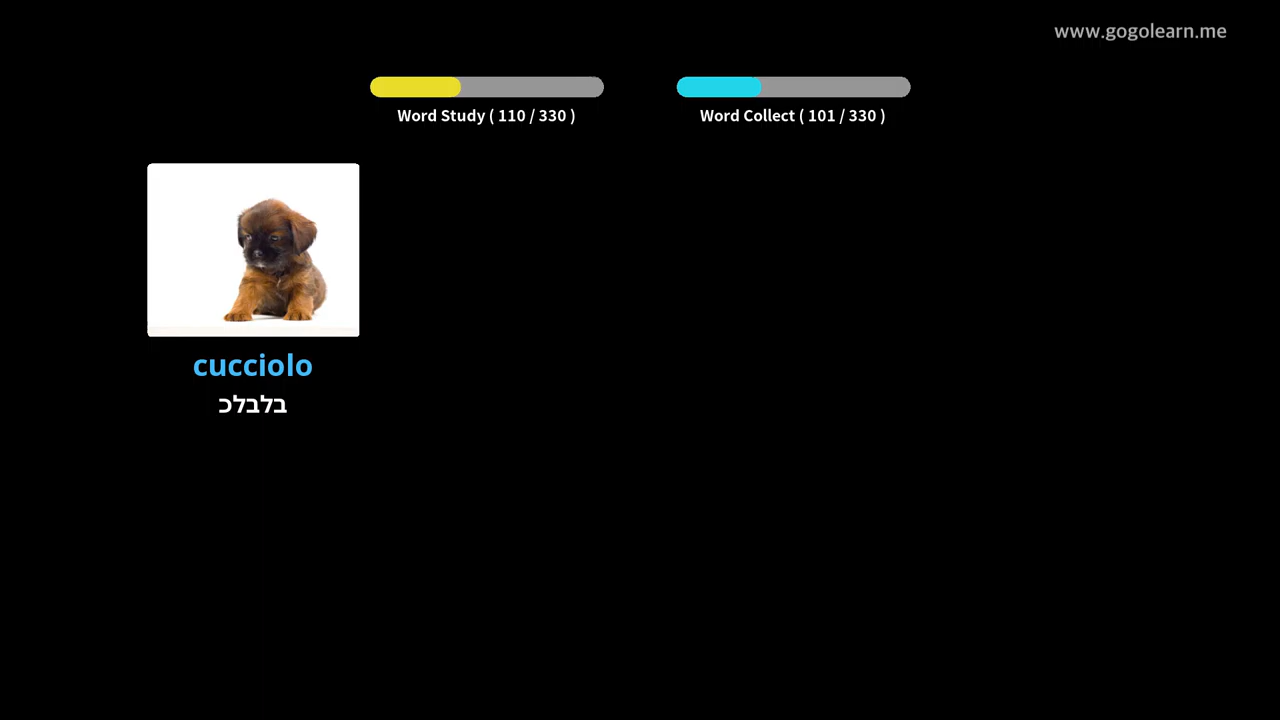 www.gogolearn.me
Word Study ( 110 / 330 )
Word Collect ( 101 / 330 )
cucciolo
בלבלכ